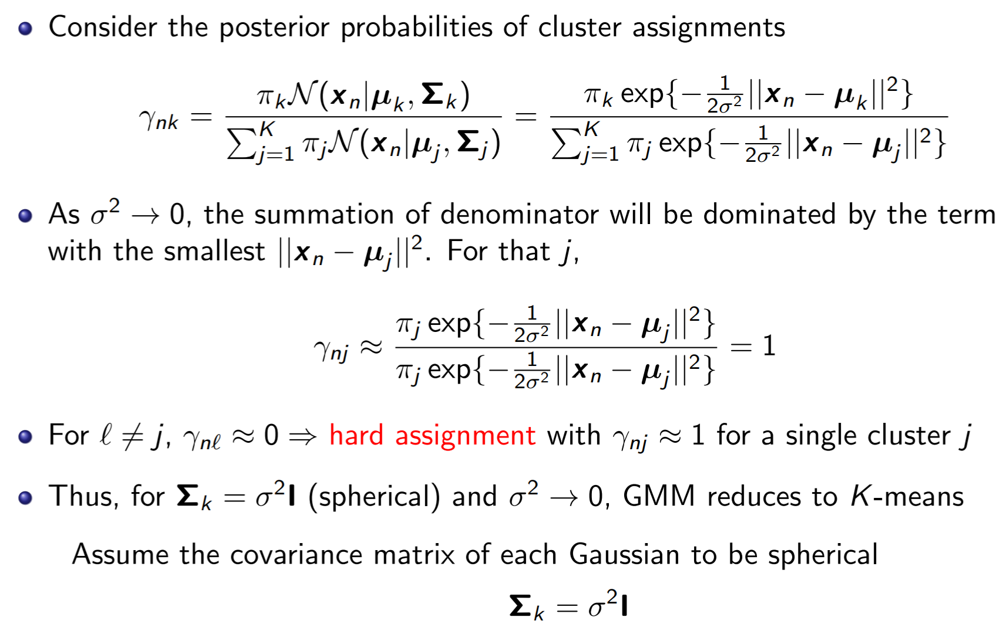 • Consider the posterior probabilities of cluster assignments
$$\gamma_{nk} = \frac{\pi_k \mathcal{N}(\boldsymbol{x}_n|\boldsymbol{\mu}_k, \boldsymbol{\Sigma}_k)}{\sum_{j=1}^{K} \pi_j \mathcal{N}(\boldsymbol{x}_n|\boldsymbol{\mu}_j, \boldsymbol{\Sigma}_j)} = \frac{\pi_k \exp\{-\frac{1}{2\sigma^2}||\boldsymbol{x}_n - \boldsymbol{\mu}_k||^2\}}{\sum_{j=1}^{K} \pi_j \exp\{-\frac{1}{2\sigma^2}||\boldsymbol{x}_n - \boldsymbol{\mu}_j||^2\}}$$
• As $\sigma^2 \to 0$, the summation of denominator will be dominated by the term
with the smallest $||\boldsymbol{x}_n - \boldsymbol{\mu}_j||^2$. For that $j$,
$$\gamma_{nj} \approx \frac{\pi_j \exp\{-\frac{1}{2\sigma^2}||\boldsymbol{x}_n - \boldsymbol{\mu}_j||^2\}}{\pi_j \exp\{-\frac{1}{2\sigma^2}||\boldsymbol{x}_n - \boldsymbol{\mu}_j||^2\}} = 1$$
• For $\ell \neq j$, $\gamma_{n\ell} \approx 0 \Rightarrow$ hard assignment with $\gamma_{nj} \approx 1$ for a single cluster $j$
• Thus, for $\boldsymbol{\Sigma}_k = \sigma^2 \mathbf{I}$ (spherical) and $\sigma^2 \to 0$, GMM reduces to $K$-means
Assume the covariance matrix of each Gaussian to be spherical
$$\boldsymbol{\Sigma}_k = \sigma^2 \mathbf{I}$$